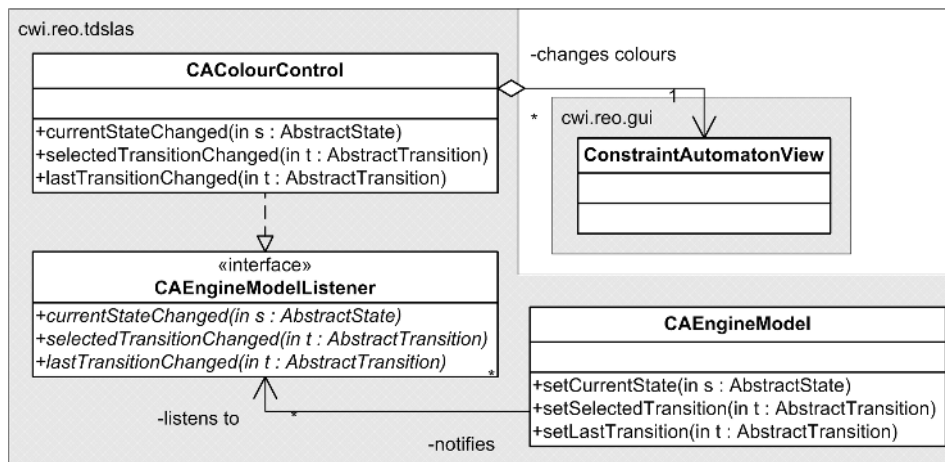 cwi.reo.tdslas
CAColourControl
+currentStateChanged(in s : AbstractState)
+selectedTransitionChanged(in t : AbstractTransition)
+lastTransitionChanged(in t : AbstractTransition)
-changes colours
1
*
cwi.reo.gui
ConstraintAutomatonView
«interface»
CAEngineModelListener
+currentStateChanged(in s : AbstractState)
+selectedTransitionChanged(in t : AbstractTransition)
+lastTransitionChanged(in t : AbstractTransition)
*
CAEngineModel
+setCurrentState(in s : AbstractState)
+setSelectedTransition(in t : AbstractTransition)
+setLastTransition(in t : AbstractTransition)
-listens to
*
-notifies